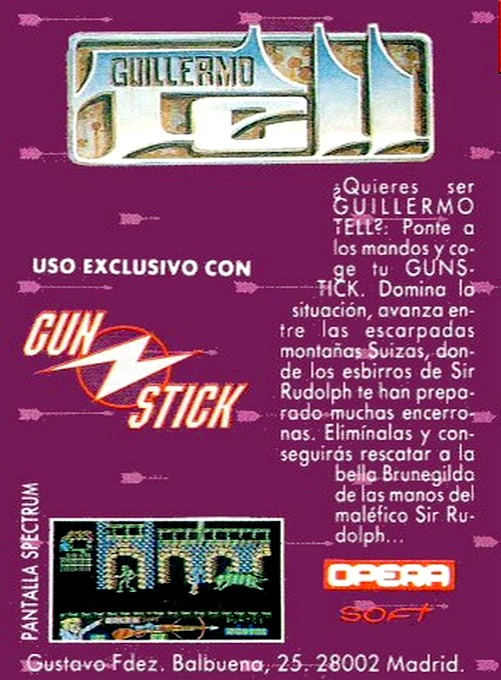 GUILLERMO
Tell
¿Quieres ser
GUILLERMO
TELL?: Ponte a
los mandos y co-
ge tu GUNS-
TICK. Domina la
situación, avanza en-
tre las escarpadas
montañas Suizas, don-
de los esbirros de Sir
Rudolph te han prepa-
rado muchas encerro-
nas. Elimínalas y con-
seguirás rescatar a la
bella Brunegilda
de las manos del
maléfico Sir Ru-
dolph...
USO EXCLUSIVO CON
GUN
STICK
PANTALLA SPECTRUM
OPERA
SOFT
Gustavo Fdez. Balbuena, 25. 28002 Madrid.